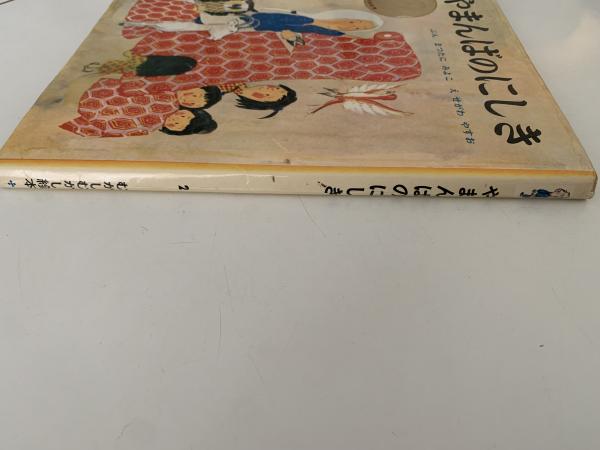 やまんばのにしき
ぶん まつたに みよこ
え せがわ やすお
やまんばのにしき
2
むかしむかし絵本